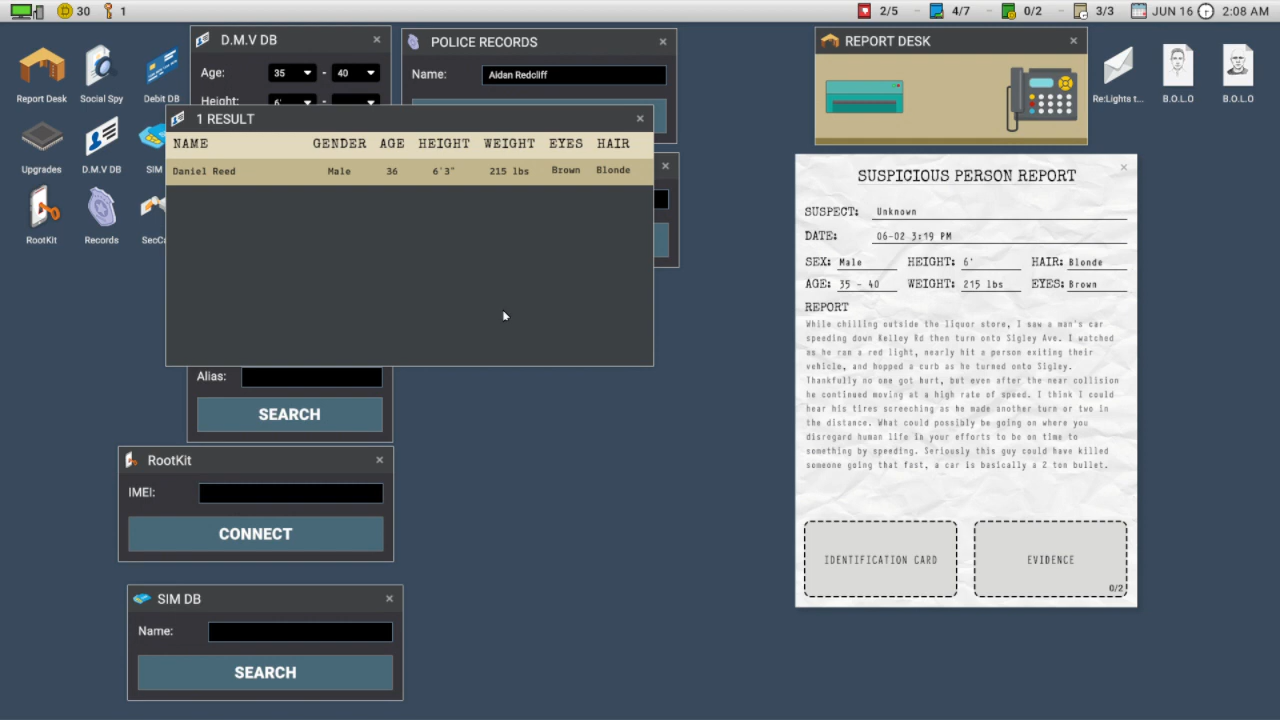 30 1 2/5 4/7 0/2 3/3 JUN 16 2:08 AM
Report Desk Social Spy Debit DB
Upgrades D.M.V DB SIM
RootKit Records
D.M.V DB
Age: 35 - 40
Height: 6' -
POLICE RECORDS
Name: Aidan Redcliff
1 RESULT
NAME GENDER AGE HEIGHT WEIGHT EYES HAIR
Daniel Reed Male 36 6'3" 215 lbs Brown Blonde
Alias:
SEARCH
RootKit
IMEI:
CONNECT
SIM DB
Name:
SEARCH
REPORT DESK
Re:Lights t... B.O.L.O B.O.L.O
SUSPICIOUS PERSON REPORT
SUSPECT: Unknown
DATE: 06-02 3:19 PM
SEX: Male HEIGHT: 6' HAIR: Blonde
AGE: 35 - 40 WEIGHT: 215 lbs EYES: Brown
REPORT
While chilling outside the liquor store, I saw a man's car
speeding down Kelley Rd then turn onto Sigley Ave. I watched
as he ran a red light, nearly hit a person exiting their
vehicle, and hopped a curb as he turned onto Sigley.
Thankfully no one got hurt, but even after the near collision
he continued moving at a high rate of speed. I think I could
hear his tires screeching as he made another turn or two in
the distance. What could possibly be going on where you
disregard human life in your efforts to be on time to
something by speeding. Seriously this guy could have killed
someone going that fast, a car is basically a 2 ton bullet.
IDENTIFICATION CARD EVIDENCE
0/2